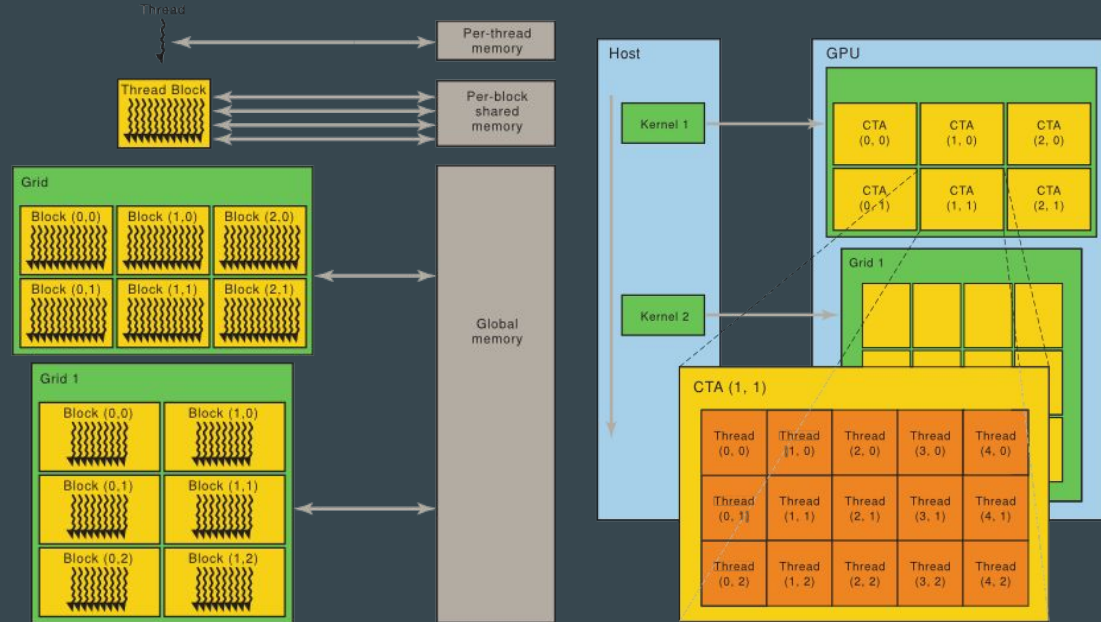 Thread
Per-thread
memory
Thread Block
Per-block
shared
memory
Grid
Block (0,0)
Block (1,0)
Block (2,0)
Block (0,1)
Block (1,1)
Block (2,1)
Global
memory
Grid 1
Block (0,0)
Block (1,0)
Block (0,1)
Block (1,1)
Block (0,2)
Block (1,2)
Host
GPU
Kernel 1
CTA
(0, 0)
CTA
(1, 0)
CTA
(2, 0)
CTA
(0, 1)
CTA
(1, 1)
CTA
(2, 1)
Grid 1
Kernel 2
CTA (1, 1)
Thread
(0, 0)
Thread
(1, 0)
Thread
(2, 0)
Thread
(3, 0)
Thread
(4, 0)
Thread
(0, 1)
Thread
(1, 1)
Thread
(2, 1)
Thread
(3, 1)
Thread
(4, 1)
Thread
(0, 2)
Thread
(1, 2)
Thread
(2, 2)
Thread
(3, 2)
Thread
(4, 2)